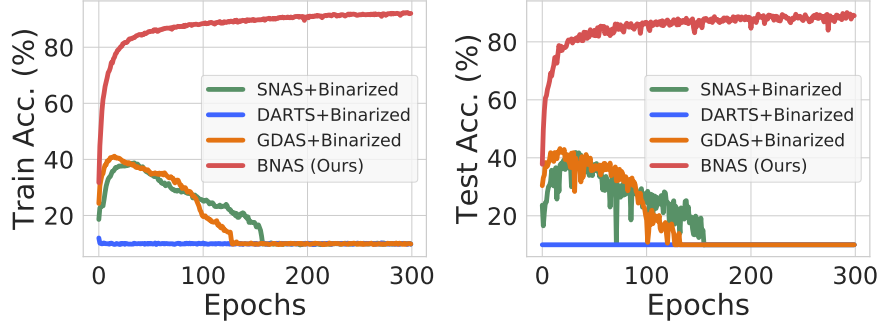 Train Acc. (%)
80
60
40
20
SNAS+Binarized
DARTS+Binarized
GDAS+Binarized
BNAS (Ours)
0 100 200 300
Epochs
Test Acc. (%)
80
60
40
20
SNAS+Binarized
DARTS+Binarized
GDAS+Binarized
BNAS (Ours)
0 100 200 300
Epochs